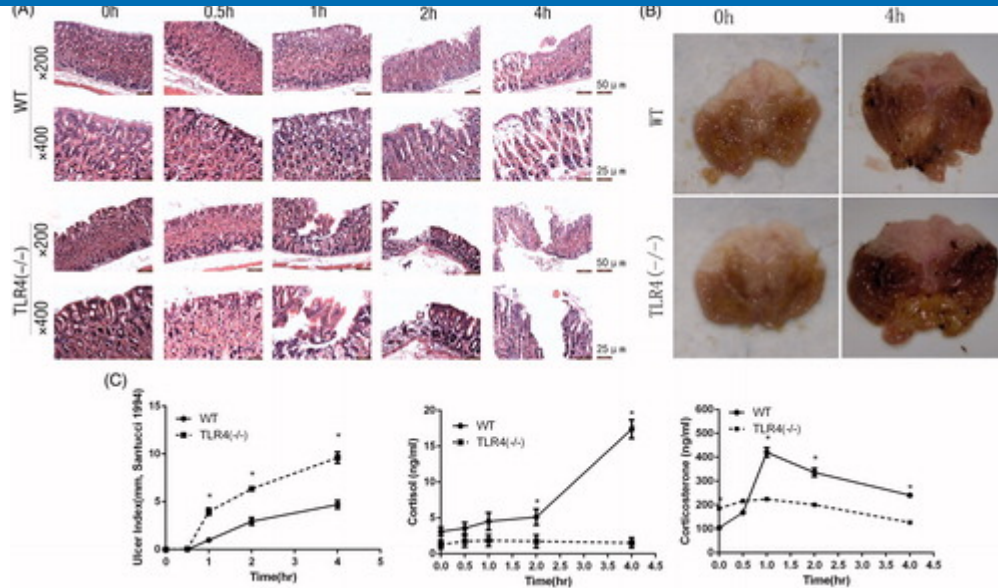 (A) 0h 0.5h 1h 2h 4h
×200
50 μm
WT
×400
25 μm
×200
50 μm
TLR4(-/-)
×400
25 μm
(B) 0h 4h
WT
TLR4(-/-)
(C)
Ulcer Index(mm, Santucci 1994)
15
10
5
0
WT
TLR4(-/-)
* * *
0 1 2 3 4 5
Time(hr)
Cortisol (ng/ml)
20
15
10
5
0
WT
TLR4(-/-)
* *
0.0 0.5 1.0 1.5 2.0 2.5 3.0 3.5 4.0 4.5
Time(hr)
Corticosterone (ng/ml)
600
500
400
300
200
100
0
WT
TLR4(-/-)
* * * *
0.0 0.5 1.0 1.5 2.0 2.5 3.0 3.5 4.0 4.5
Time(hr)